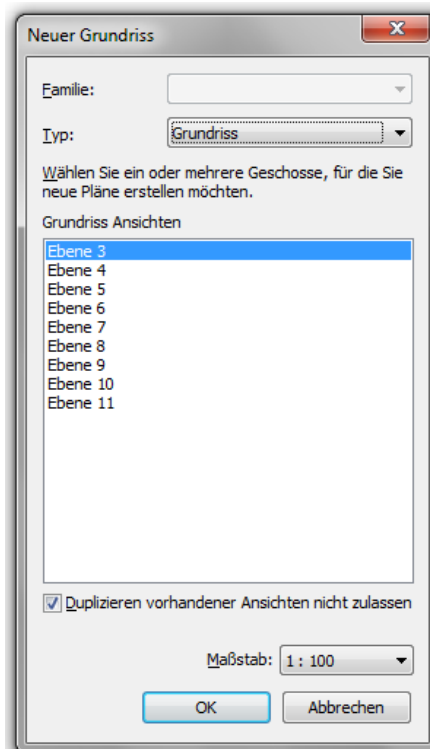 Neuer Grundriss
Familie:
Typ: Grundriss
Wählen Sie ein oder mehrere Geschosse, für die Sie
neue Pläne erstellen möchten.
Grundriss Ansichten
Ebene 3
Ebene 4
Ebene 5
Ebene 6
Ebene 7
Ebene 8
Ebene 9
Ebene 10
Ebene 11
Duplizieren vorhandener Ansichten nicht zulassen
Maßstab: 1 : 100
OK Abbrechen